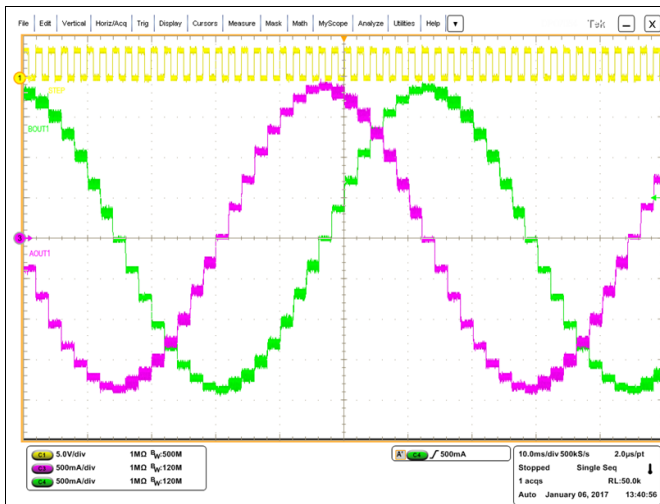 File Edit Vertical Horiz/Acq Trig Display Cursors Measure Mask Math MyScope Analyze Utilities Help Tek X
1
STEP
BOUT1
3
AOUT1
C1 5.0V/div 1MΩ BW:500M
C3 500mA/div 1MΩ BW:120M
C4 500mA/div 1MΩ BW:120M
A' C4 500mA
10.0ms/div 500kS/s 2.0µs/pt
Stopped Single Seq
1 acqs RL:50.0k
Auto January 06, 2017 13:40:56